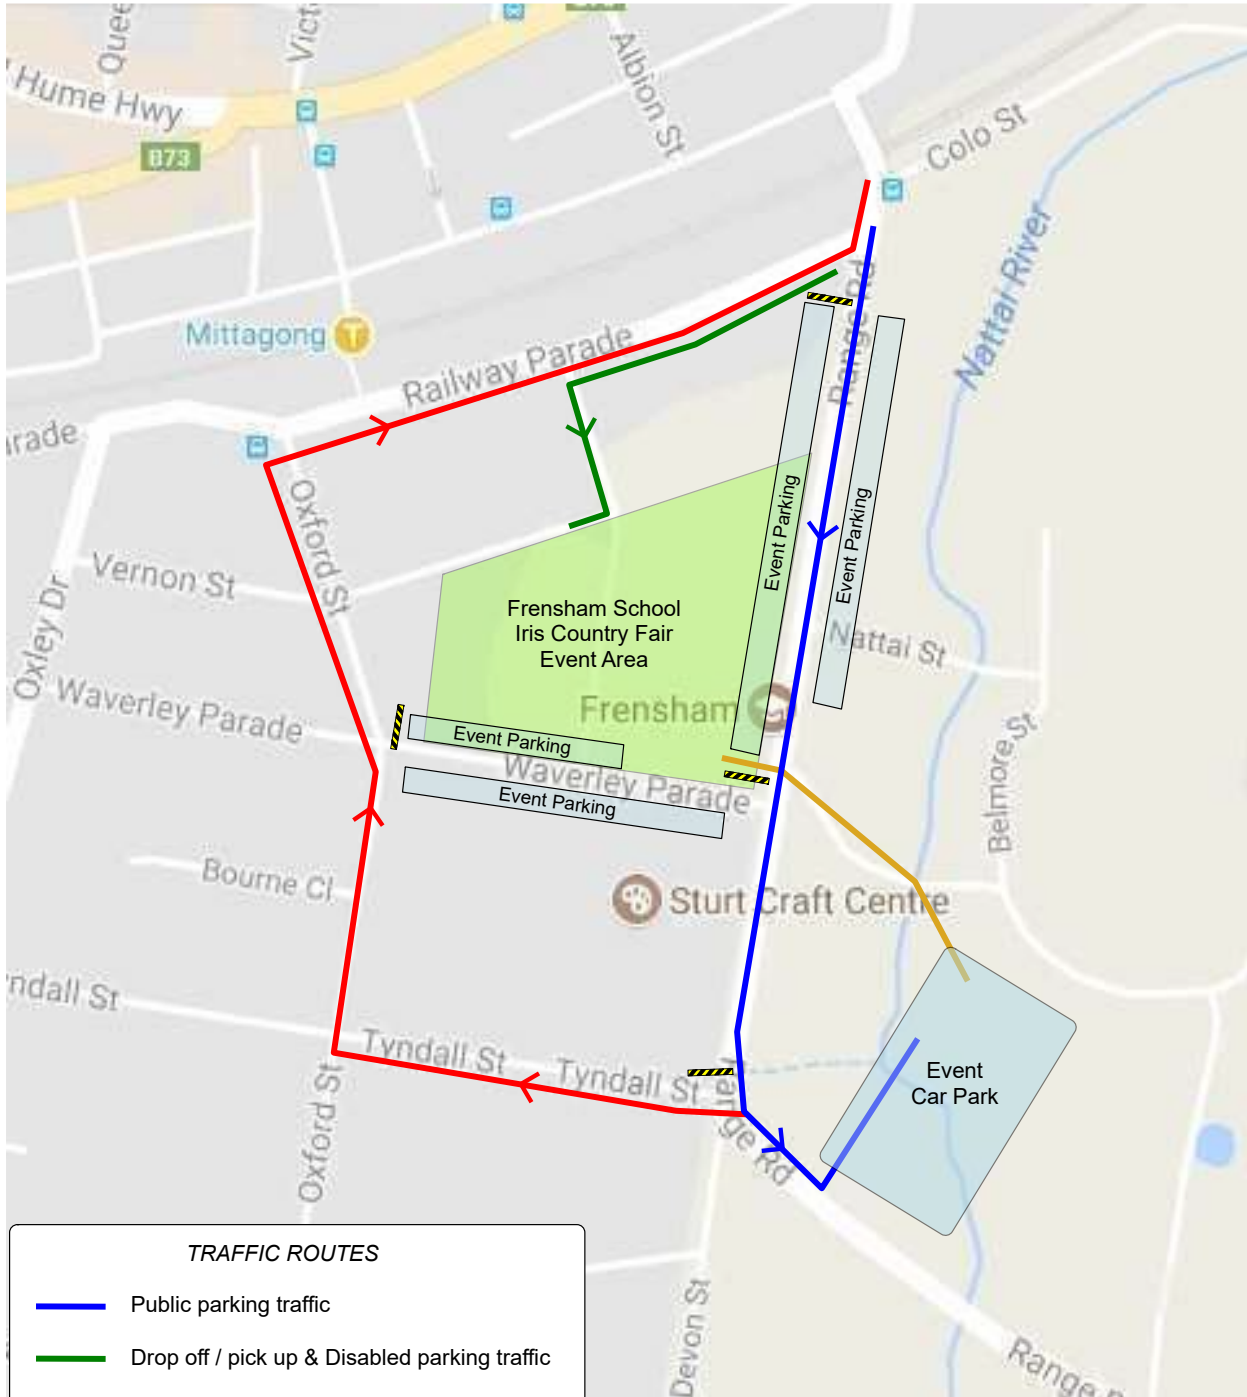 Hume Hwy
B73
Albion St
Colo St
Nattai River
Mittagong
Railway Parade
Oxford St
Vernon St
Oxley Dr
Event Parking
Event Parking
Nattai St
Frensham School
Iris Country Fair
Event Area
Frensham
Waverley Parade
Event Parking
Waverley Parade
Event Parking
Belmore St
Bourne Cl
Sturt Craft Centre
Tyndall St
Tyndall St
Event
Car Park
Oxford St
Devon St
TRAFFIC ROUTES
Public parking traffic
Drop off / pick up & Disabled parking traffic